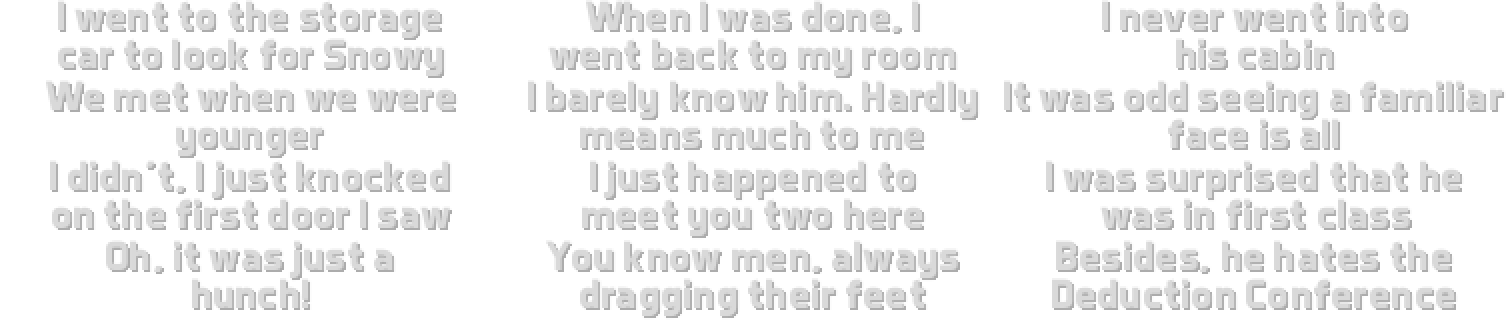 I went to the storage
car to look for Snowy
When I was done, I
went back to my room
I never went into
his cabin
We met when we were
younger
I barely know him. Hardly
means much to me
It was odd seeing a familiar
face is all
I didn't, I just knocked
on the first door I saw
I just happened to
meet you two here
I was surprised that he
was in first class
Oh, it was just a
hunch!
You know men, always
dragging their feet
Besides, he hates the
Deduction Conference